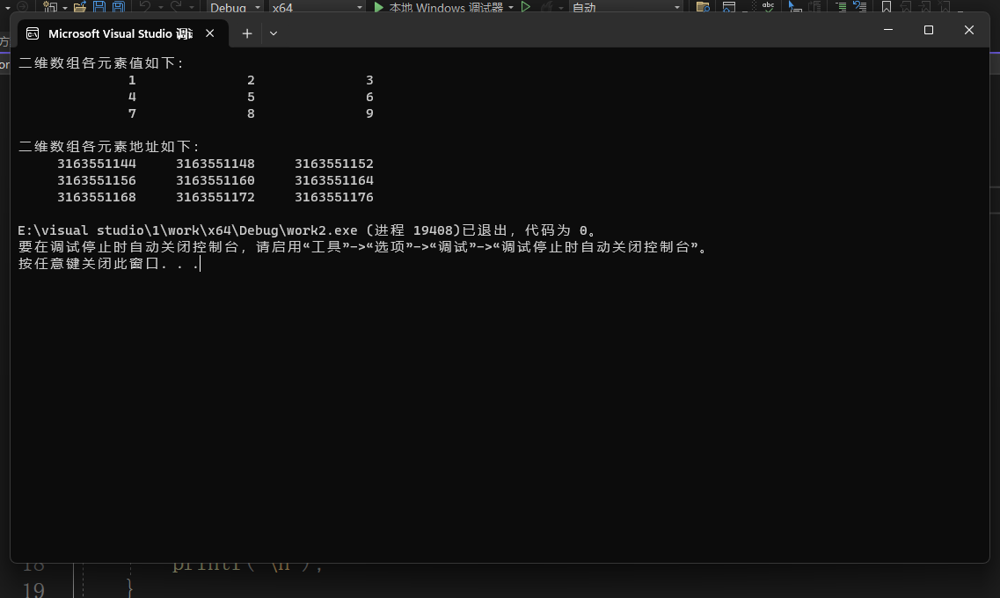 Debug x64 本地 Windows 调试器 自动
Microsoft Visual Studio 调试
二维数组各元素值如下:
1 2 3
4 5 6
7 8 9
二维数组各元素地址如下:
3163551144 3163551148 3163551152
3163551156 3163551160 3163551164
3163551168 3163551172 3163551176
E:\visual studio\1\work\x64\Debug\work2.exe (进程 19408)已退出，代码为 0。
要在调试停止时自动关闭控制台，请启用“工具”->“选项”->“调试”->“调试停止时自动关闭控制台”。
按任意键关闭此窗口. . .
18 printf("\n");
19 }